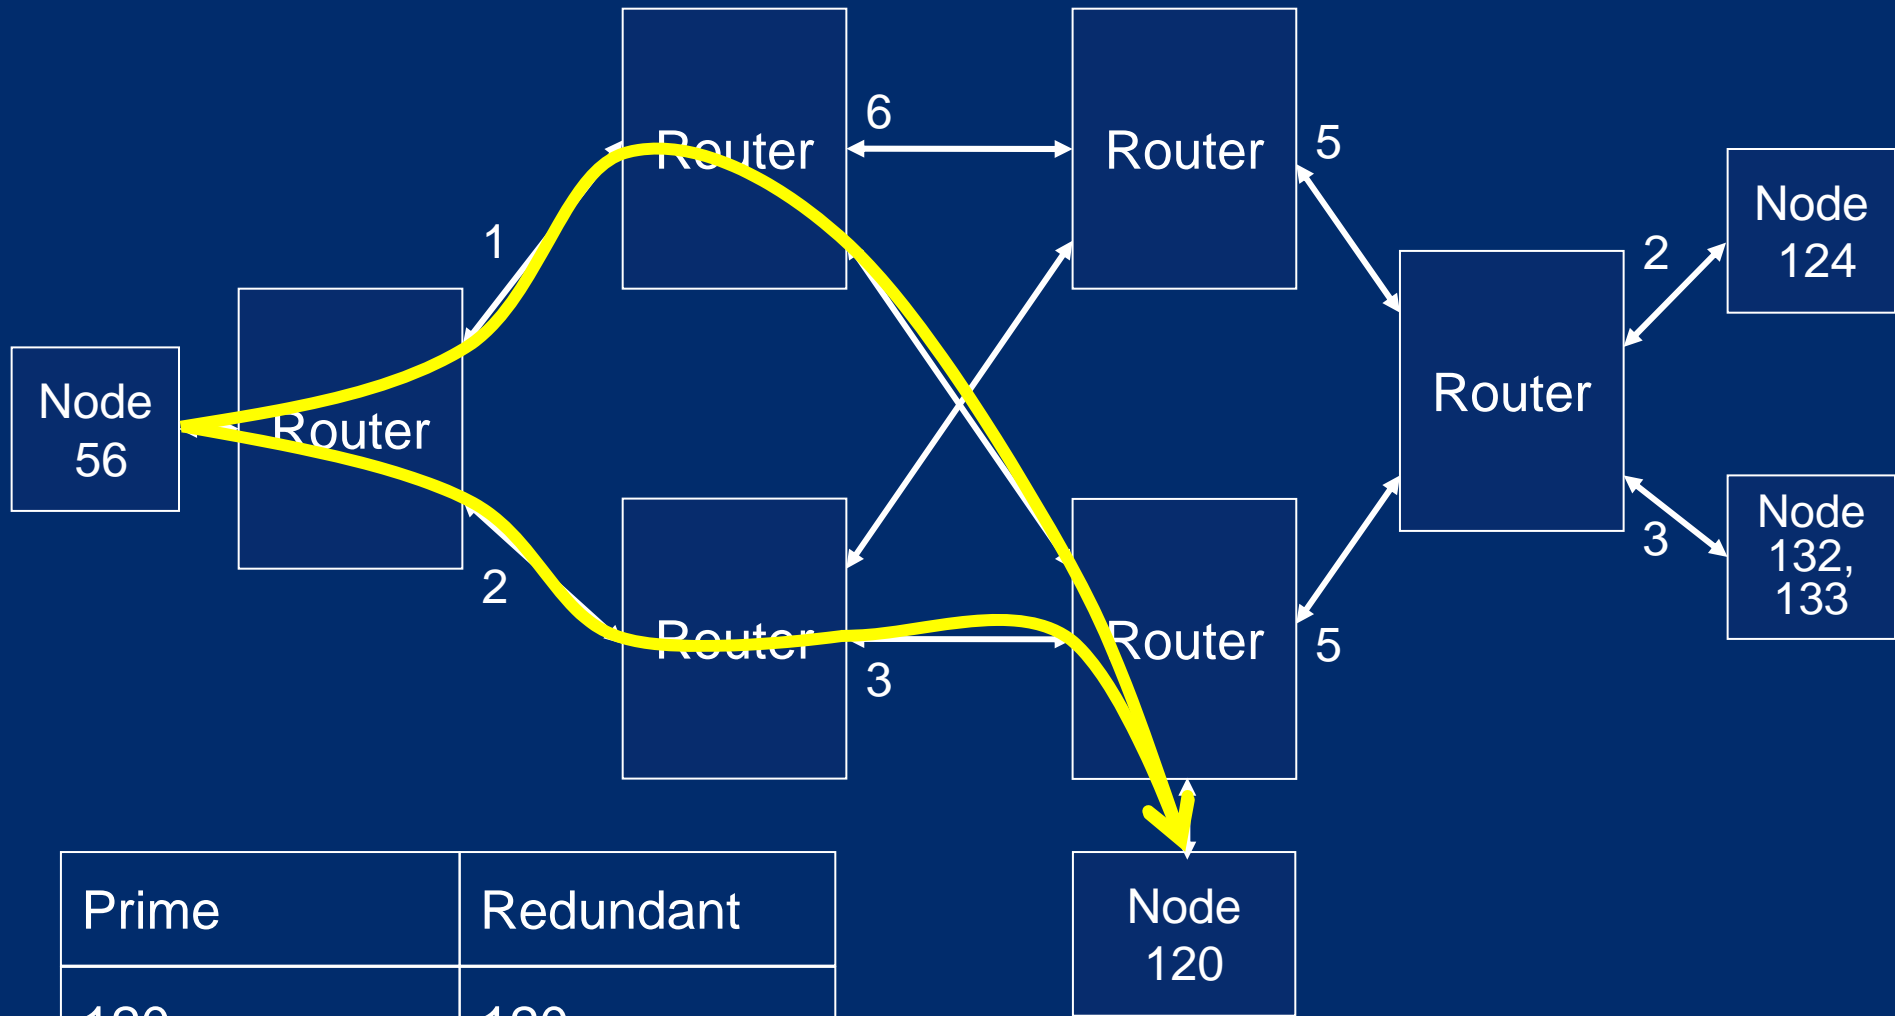 6
Router
Router
5
1
Node
124
2
Router
Node
56
Router
Node
132,
133
3
2
Router
3
Router
5
Prime
Redundant
Node
120